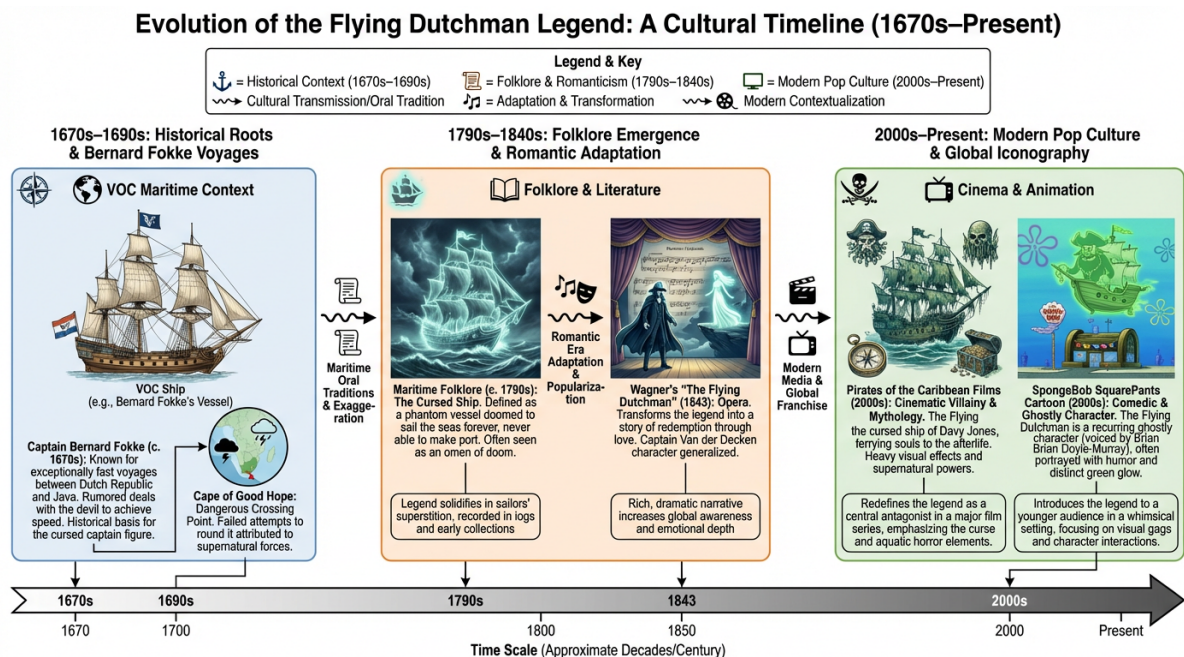 Evolution of the Flying Dutchman Legend: A Cultural Timeline (1670s–Present)
Legend & Key
= Historical Context (1670s–1690s)
= Folklore & Romanticism (1790s–1840s)
= Modern Pop Culture (2000s–Present)
Cultural Transmission/Oral Tradition
= Adaptation & Transformation
Modern Contextualization
1670s–1690s: Historical Roots
& Bernard Fokke Voyages
VOC Maritime Context
VOC Ship
(e.g., Bernard Fokke's Vessel)
Captain Bernard Fokke (c.
1670s): Known for
exceptionally fast voyages
between Dutch Republic
and Java. Rumored deals
with the devil to achieve
speed. Historical basis for
the cursed captain figure.
Cape of Good Hope:
Dangerous Crossing
Point. Failed attempts to
round it attributed to
supernatural forces.
Maritime
Oral
Traditions &
Exagge-
ration
1790s–1840s: Folklore Emergence
& Romantic Adaptation
Folklore & Literature
Maritime Folklore (c. 1790s):
The Cursed Ship. Defined as
a phantom vessel doomed to
sail the seas forever, never
able to make port. Often seen
as an omen of doom.
Legend solidifies in sailors'
superstition, recorded in iogs
and early collections
Romantic
Era
Adaptation
&
Populariza-
tion
Wagner's "The Flying
Dutchman" (1843): Opera.
Transforms the legend into a
story of redemption through
love. Captain Van der Decken
character generalized.
Rich, dramatic narrative
increases global awareness
and emotional depth
Modern
Media &
Global
Franchise
2000s–Present: Modern Pop Culture
& Global Iconography
Cinema & Animation
Pirates of the Caribbean Films
(2000s): Cinematic Villainy &
Mythology. The Flying
the cursed ship of Davy Jones,
ferrying souls to the afterlife.
Heavy visual effects and
supernatural powers.
Redefines the legend as a
central antagonist in a major film
series, emphasizing the curse
and aquatic horror elements.
SpongeBob SquarePants
Cartoon (2900s): Comedic &
Ghostly Character. The Flying
Dutchman is a recurring ghostly
character (voiced by Brian
Brian Doyle-Murray), often
portrayed with humor and
distinct green glow.
Introduces the legend to a
younger audience in a whimsical
setting, focusing on visual gags
and character interactions.
1670s
1690s
1790s
1843
2000s
1670
1700
1800
1850
2000
Present
Time Scale (Approximate Decades/Century)